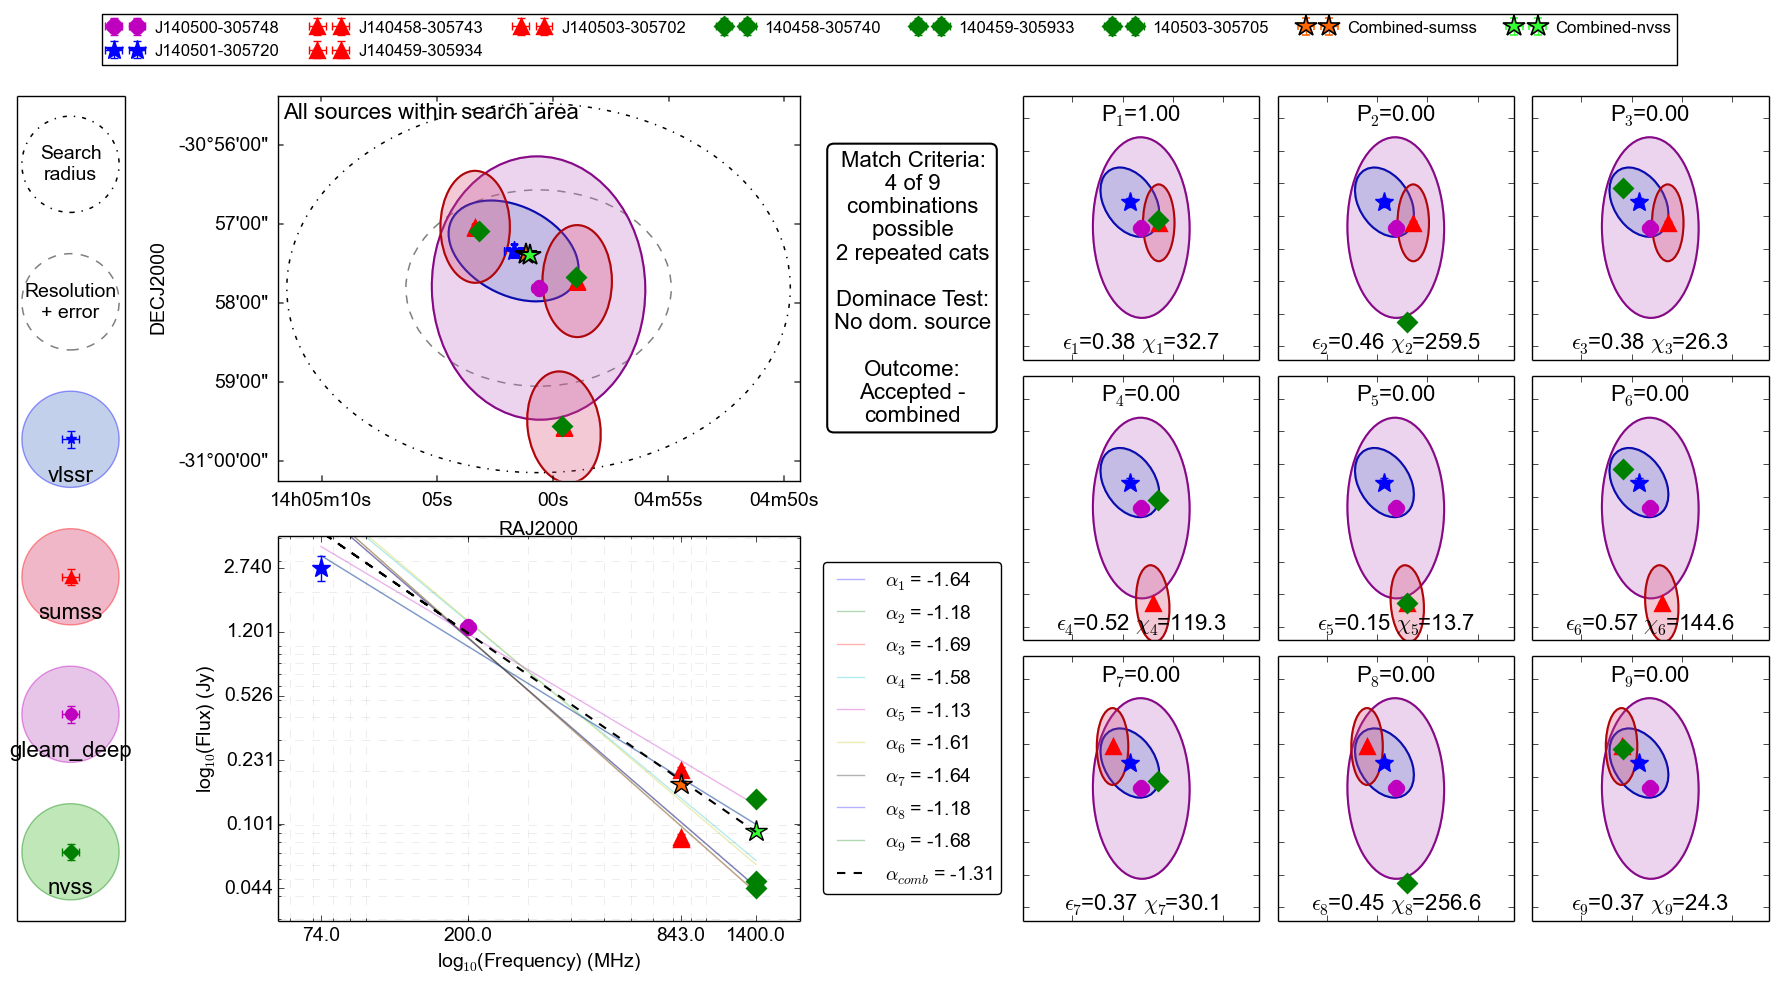 J140500-305748
J140458-305743
J140503-305702
140458-305740
140459-305933
140503-305705
Combined-sumss
Combined-nvss
J140501-305720
J140459-305934
Search
radius
Resolution
+ error
vlssr
sumss
gleam_deep
nvss
All sources within search area
DECJ2000
-30°56'00"
57'00"
58'00"
59'00"
-31°00'00"
14h05m10s
05s
00s
04m55s
04m50s
RAJ2000
Match Criteria:
4 of 9
combinations
possible
2 repeated cats
Dominace Test:
No dom. source
Outcome:
Accepted -
combined
log₁₀(Flux) (Jy)
2.740
1.201
0.526
0.231
0.101
0.044
74.0
200.0
843.0
1400.0
log₁₀(Frequency) (MHz)
α₁ = -1.64
α₂ = -1.18
α₃ = -1.69
α₄ = -1.58
α₅ = -1.13
α₆ = -1.61
α₇ = -1.64
α₈ = -1.18
α₉ = -1.68
α_comb = -1.31
P₁=1.00
ϵ₁=0.38 χ₁=32.7
P₂=0.00
ϵ₂=0.46 χ₂=259.5
P₃=0.00
ϵ₃=0.38 χ₃=26.3
P₄=0.00
ϵ₄=0.52 χ₄=119.3
P₅=0.00
ϵ₅=0.15 χ₅=13.7
P₆=0.00
ϵ₆=0.57 χ₆=144.6
P₇=0.00
ϵ₇=0.37 χ₇=30.1
P₈=0.00
ϵ₈=0.45 χ₈=256.6
P₉=0.00
ϵ₉=0.37 χ₉=24.3